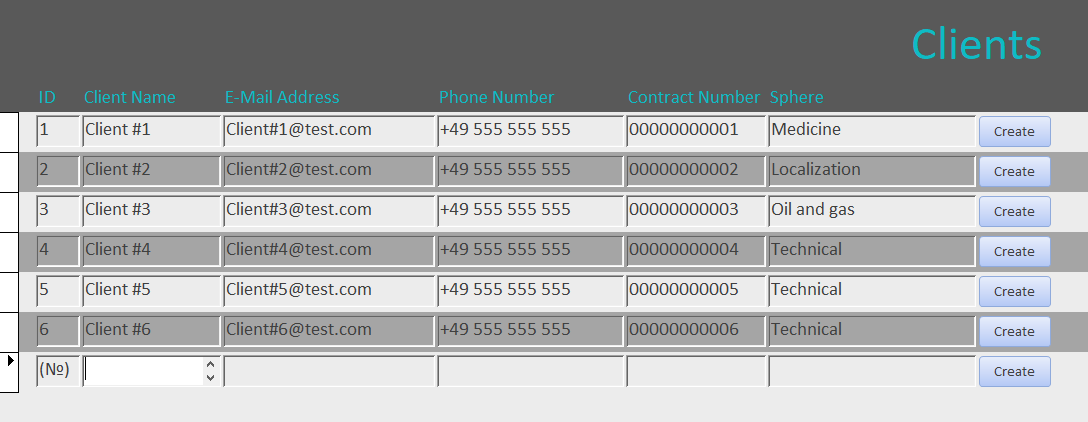 Clients
ID Client Name E-Mail Address Phone Number Contract Number Sphere
1 Client #1 Client#1@test.com +49 555 555 555 00000000001 Medicine Create
2 Client #2 Client#2@test.com +49 555 555 555 00000000002 Localization Create
3 Client #3 Client#3@test.com +49 555 555 555 00000000003 Oil and gas Create
4 Client #4 Client#4@test.com +49 555 555 555 00000000004 Technical Create
5 Client #5 Client#5@test.com +49 555 555 555 00000000005 Technical Create
6 Client #6 Client#6@test.com +49 555 555 555 00000000006 Technical Create
(№) Create